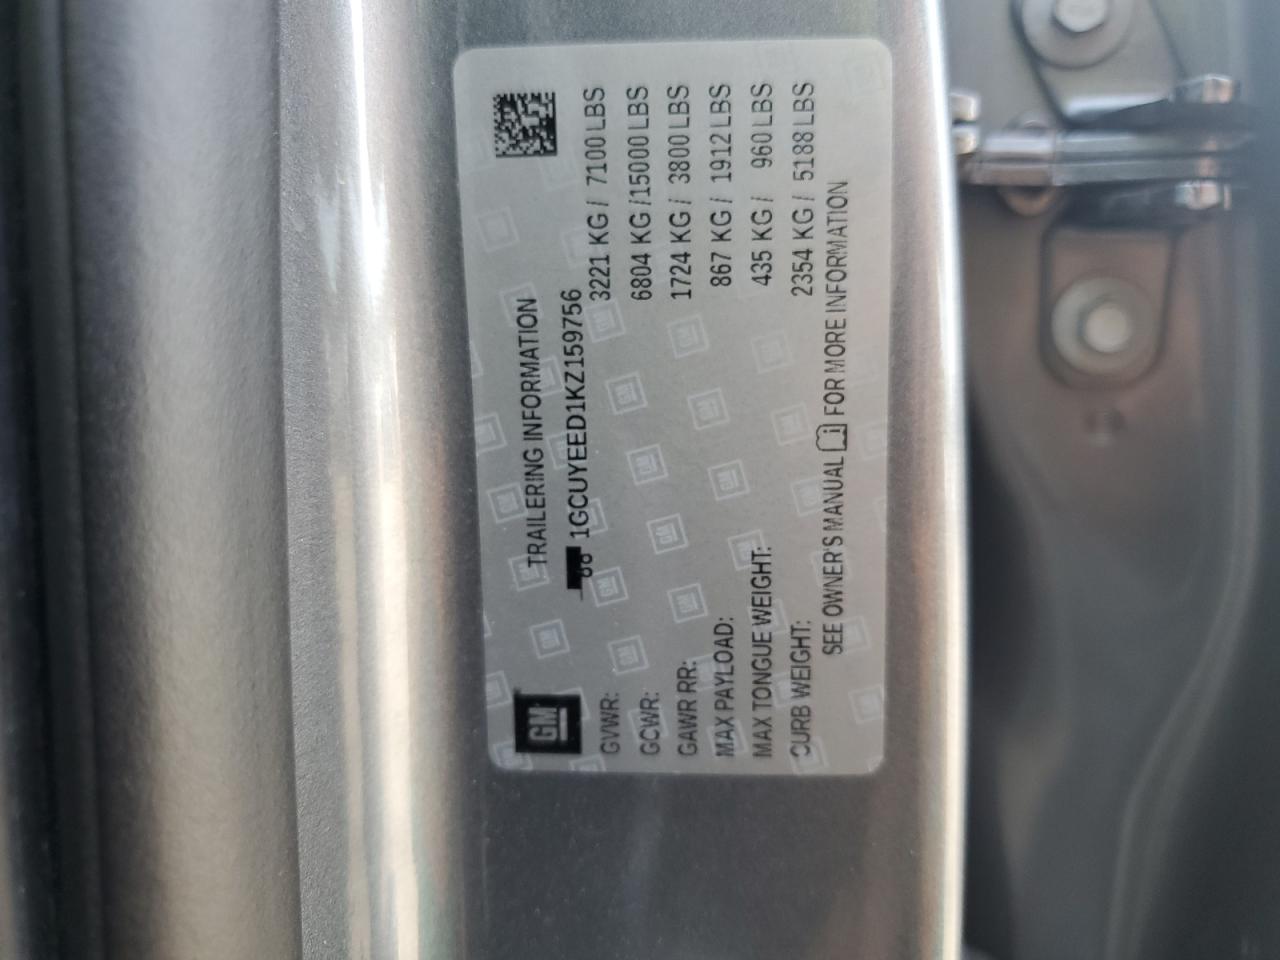 GM
TRAILERING INFORMATION
1GCUYEED1KZ159756
GVWR: 3221 KG / 7100 LBS
GCWR: 6804 KG /15000 LBS
GAWR RR: 1724 KG / 3800 LBS
MAX PAYLOAD: 867 KG / 1912 LBS
MAX TONGUE WEIGHT: 435 KG / 960 LBS
CURB WEIGHT: 2354 KG / 5188 LBS
SEE OWNER'S MANUAL FOR MORE INFORMATION